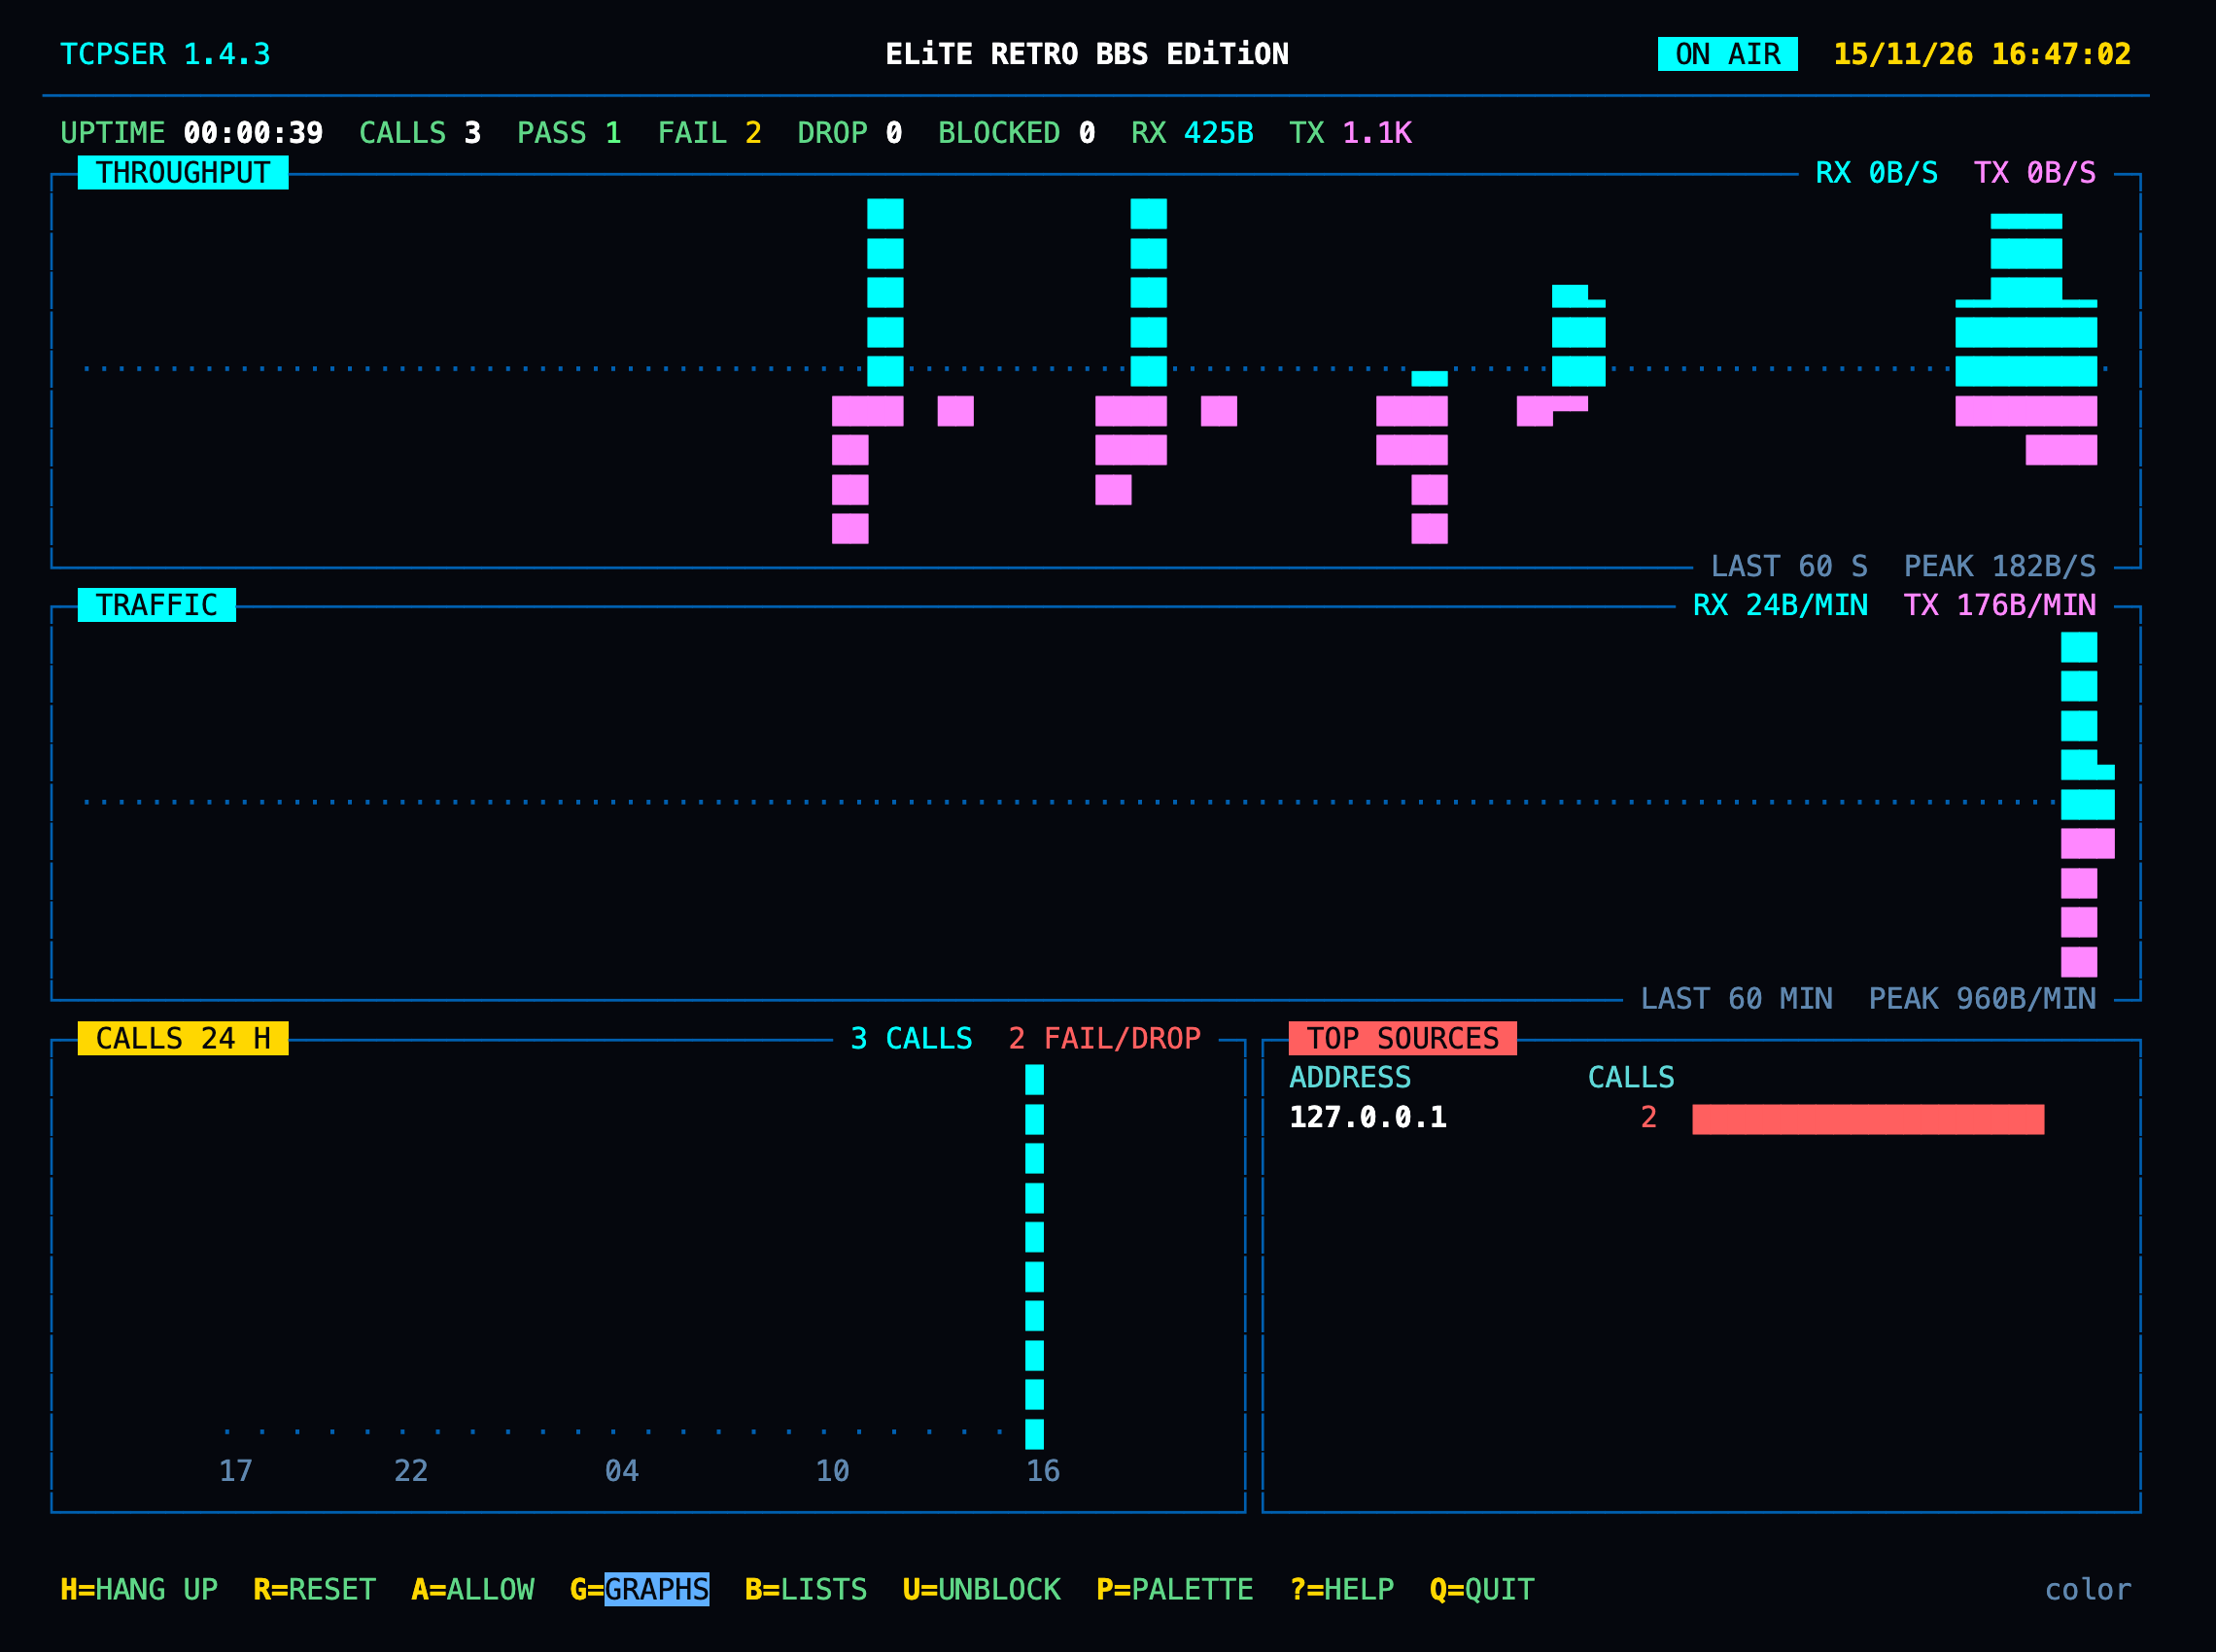 TCPSER 1.4.3 ELiTE RETRO BBS EDiTiON ON AIR 15/11/26 16:47:02
UPTIME 00:00:39 CALLS 3 PASS 1 FAIL 2 DROP 0 BLOCKED 0 RX 425B TX 1.1K
THROUGHPUT RX 0B/S TX 0B/S
LAST 60 S PEAK 182B/S
TRAFFIC RX 24B/MIN TX 176B/MIN
LAST 60 MIN PEAK 960B/MIN
CALLS 24 H 3 CALLS 2 FAIL/DROP
17 22 04 10 16
TOP SOURCES
ADDRESS CALLS
127.0.0.1 2
H=HANG UP R=RESET A=ALLOW G=GRAPHS B=LISTS U=UNBLOCK P=PALETTE ?=HELP Q=QUIT color